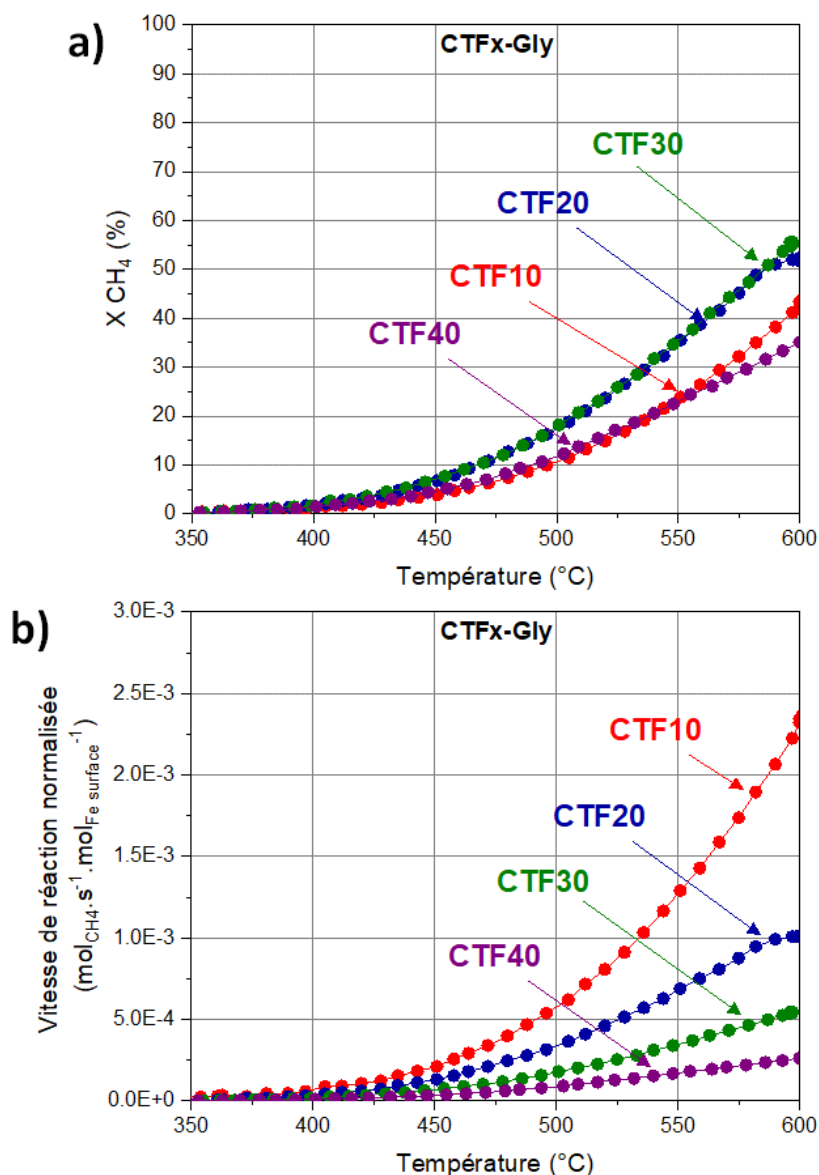 a)
CTFx-Gly
100
90
80
70
60
50
40
30
20
10
0
X CH₄ (%)
CTF30
CTF20
CTF10
CTF40
350
400
450
500
550
600
Température (°C)
b)
CTFx-Gly
3.0E-3
2.5E-3
2.0E-3
1.5E-3
1.0E-3
5.0E-4
0.0E+0
Vitesse de réaction normalisée
(mol_CH4.s⁻¹.mol_Fe surface⁻¹)
CTF10
CTF20
CTF30
CTF40
350
400
450
500
550
600
Température (°C)